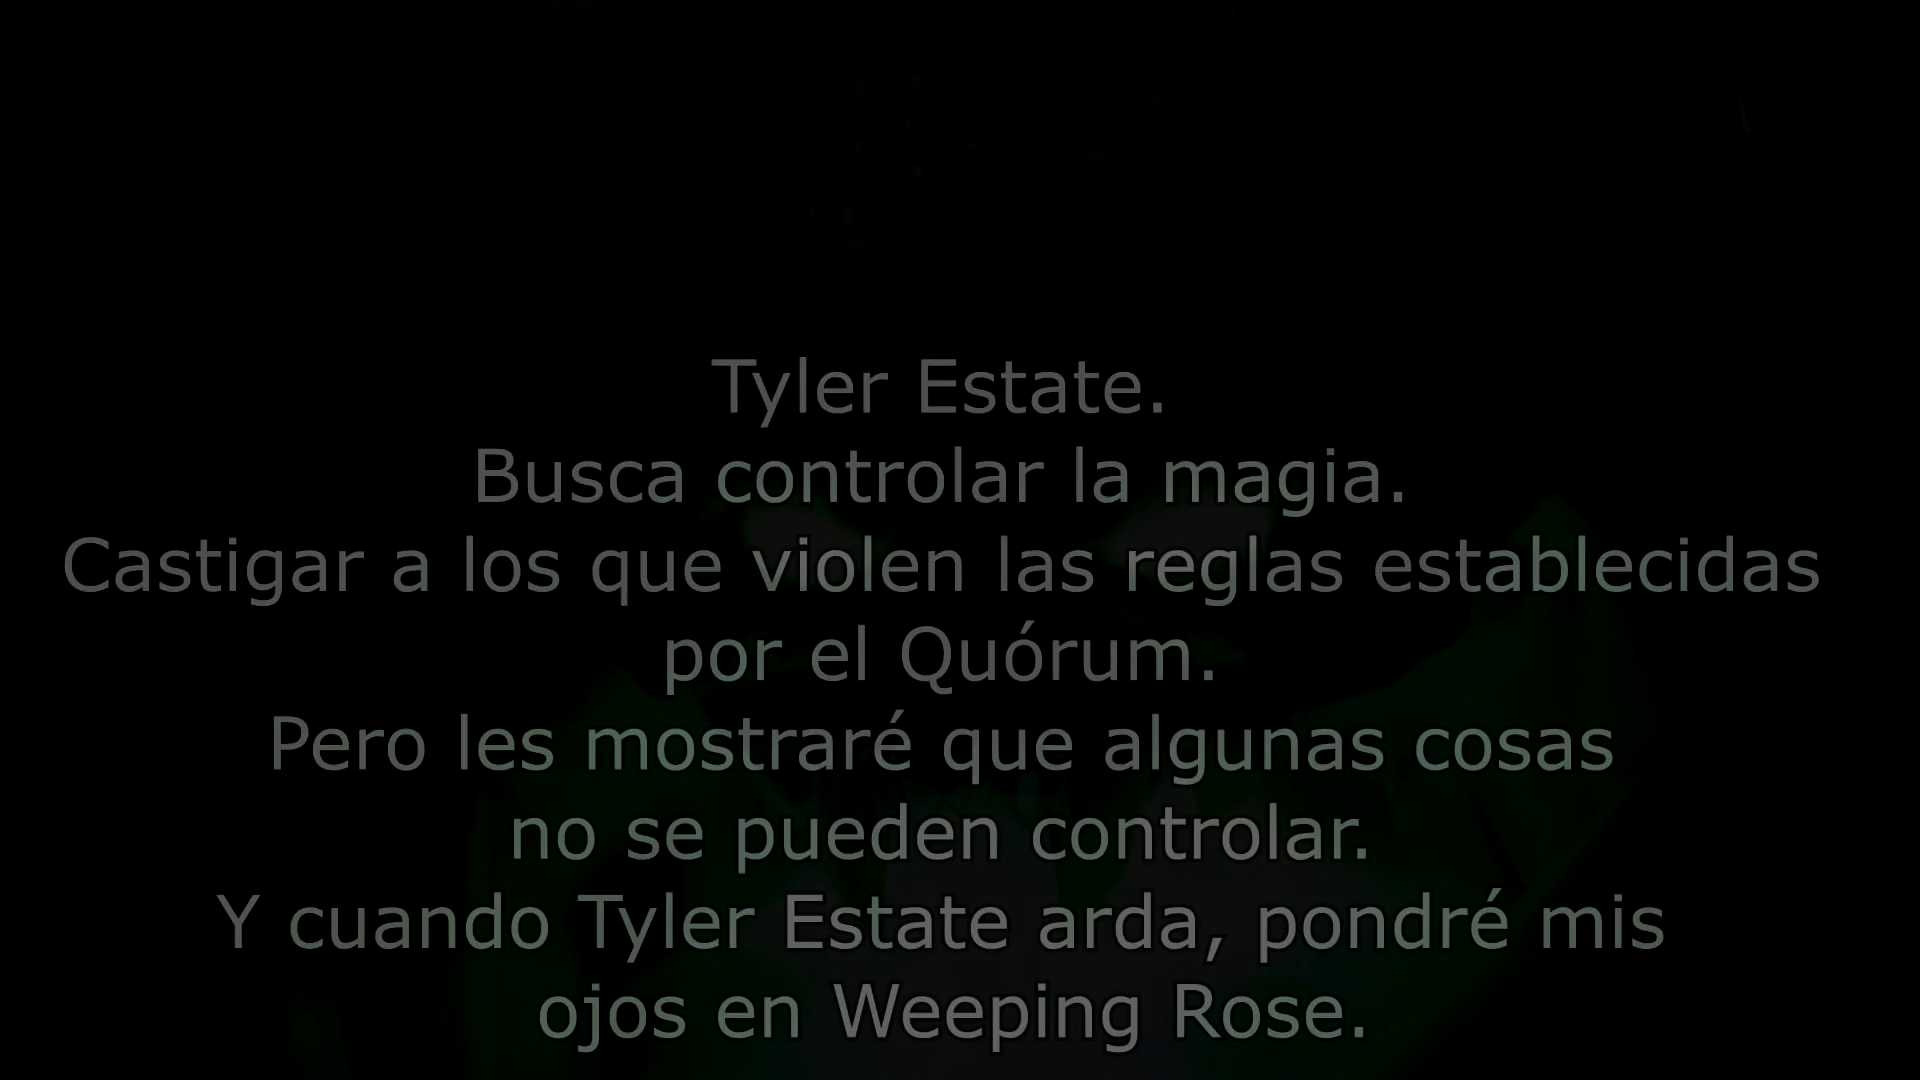 Tyler Estate.
Busca controlar la magia.
Castigar a los que violen las reglas establecidas
por el Quórum.
Pero les mostraré que algunas cosas
no se pueden controlar.
Y cuando Tyler Estate arda, pondré mis
ojos en Weeping Rose.